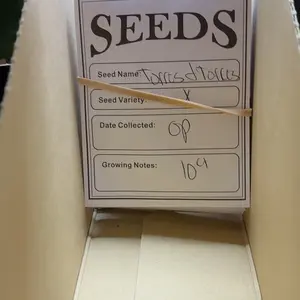 SEEDS
Seed Name: Torres d Torres
Seed Variety: X
Date Collected: OP
Growing Notes: 10